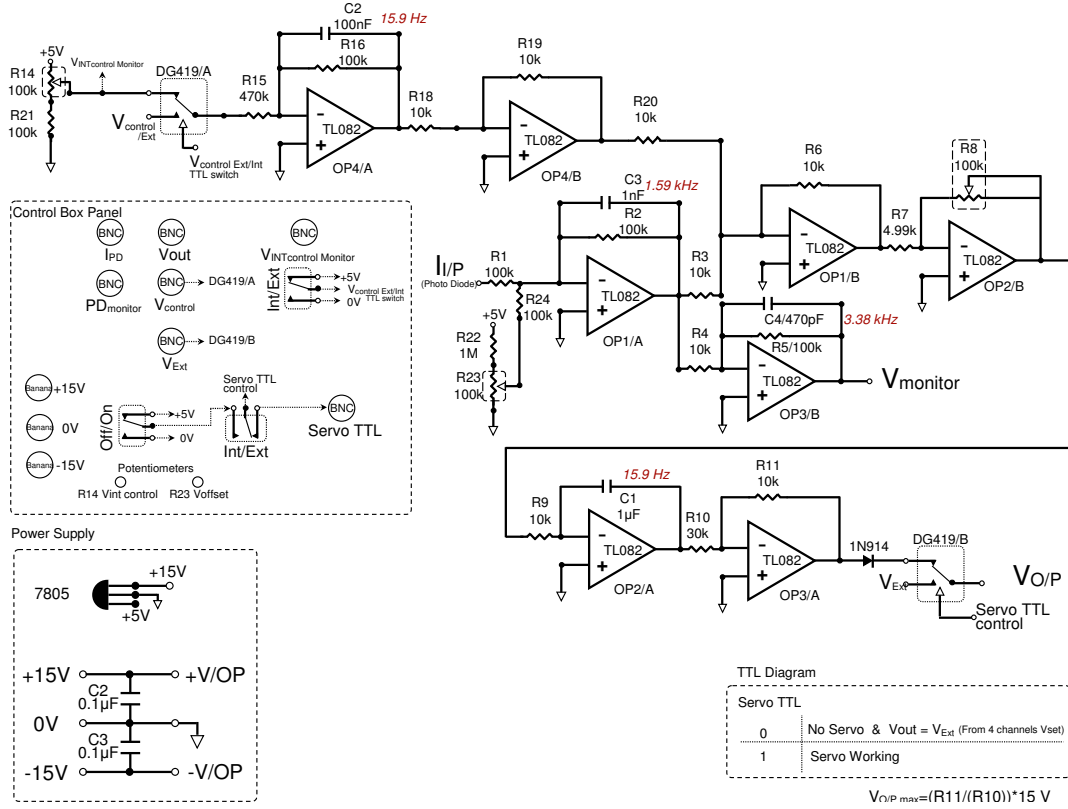 C2
100nF
15.9 Hz
R16
100k
R19
10k
+5V
R14
100k
R21
100k
VINTcontrol Monitor
DG419/A
Vcontrol
/Ext
Vcontrol Ext/Int
TTL switch
R15
470k
TL082
OP4/A
R18
10k
TL082
OP4/B
R20
10k
R6
10k
R8
100k
C3
1nF
1.59 kHz
R2
100k
TL082
OP1/B
R7
4.99k
TL082
OP2/B
II/P
(Photo Diode)
R1
100k
R24
100k
TL082
OP1/A
R3
10k
+5V
R22
1M
R23
100k
R4
10k
C4/470pF
3.38 kHz
R5/100k
TL082
OP3/B
Vmonitor
Control Box Panel
BNC
IPD
BNC
Vout
BNC
VINTcontrol Monitor
BNC
PDmonitor
BNC
DG419/A
Vcontrol
Int/Ext
+5V
Vcontrol Ext/Int
TTL switch
0V
BNC
DG419/B
VExt
Banana
+15V
Banana
0V
Banana
-15V
Off/On
+5V
0V
Servo TTL
control
Int/Ext
BNC
Servo TTL
Potentiometers
R14 Vint control
R23 Voffset
R9
10k
15.9 Hz
C1
1µF
TL082
OP2/A
R10
30k
R11
10k
TL082
OP3/A
1N914
DG419/B
VExt
VO/P
Servo TTL
control
Power Supply
7805
+15V
+5V
+15V
+V/OP
C2
0.1µF
0V
C3
0.1µF
-15V
-V/OP
TTL Diagram
Servo TTL
0 No Servo & Vout = VExt (From 4 channels Vset)
1 Servo Working
VO/P max=(R11/(R10))*15 V